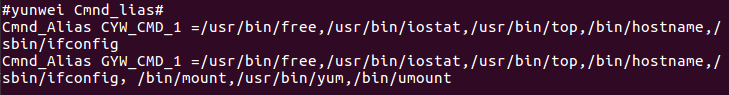 #yunwei Cmnd_lias#
Cmnd_Alias CYW_CMD_1 =/usr/bin/free,/usr/bin/iostat,/usr/bin/top,/bin/hostname,/
sbin/ifconfig
Cmnd_Alias GYW_CMD_1 =/usr/bin/free,/usr/bin/iostat,/usr/bin/top,/bin/hostname,/
sbin/ifconfig，/bin/mount,/usr/bin/yum,/bin/umount